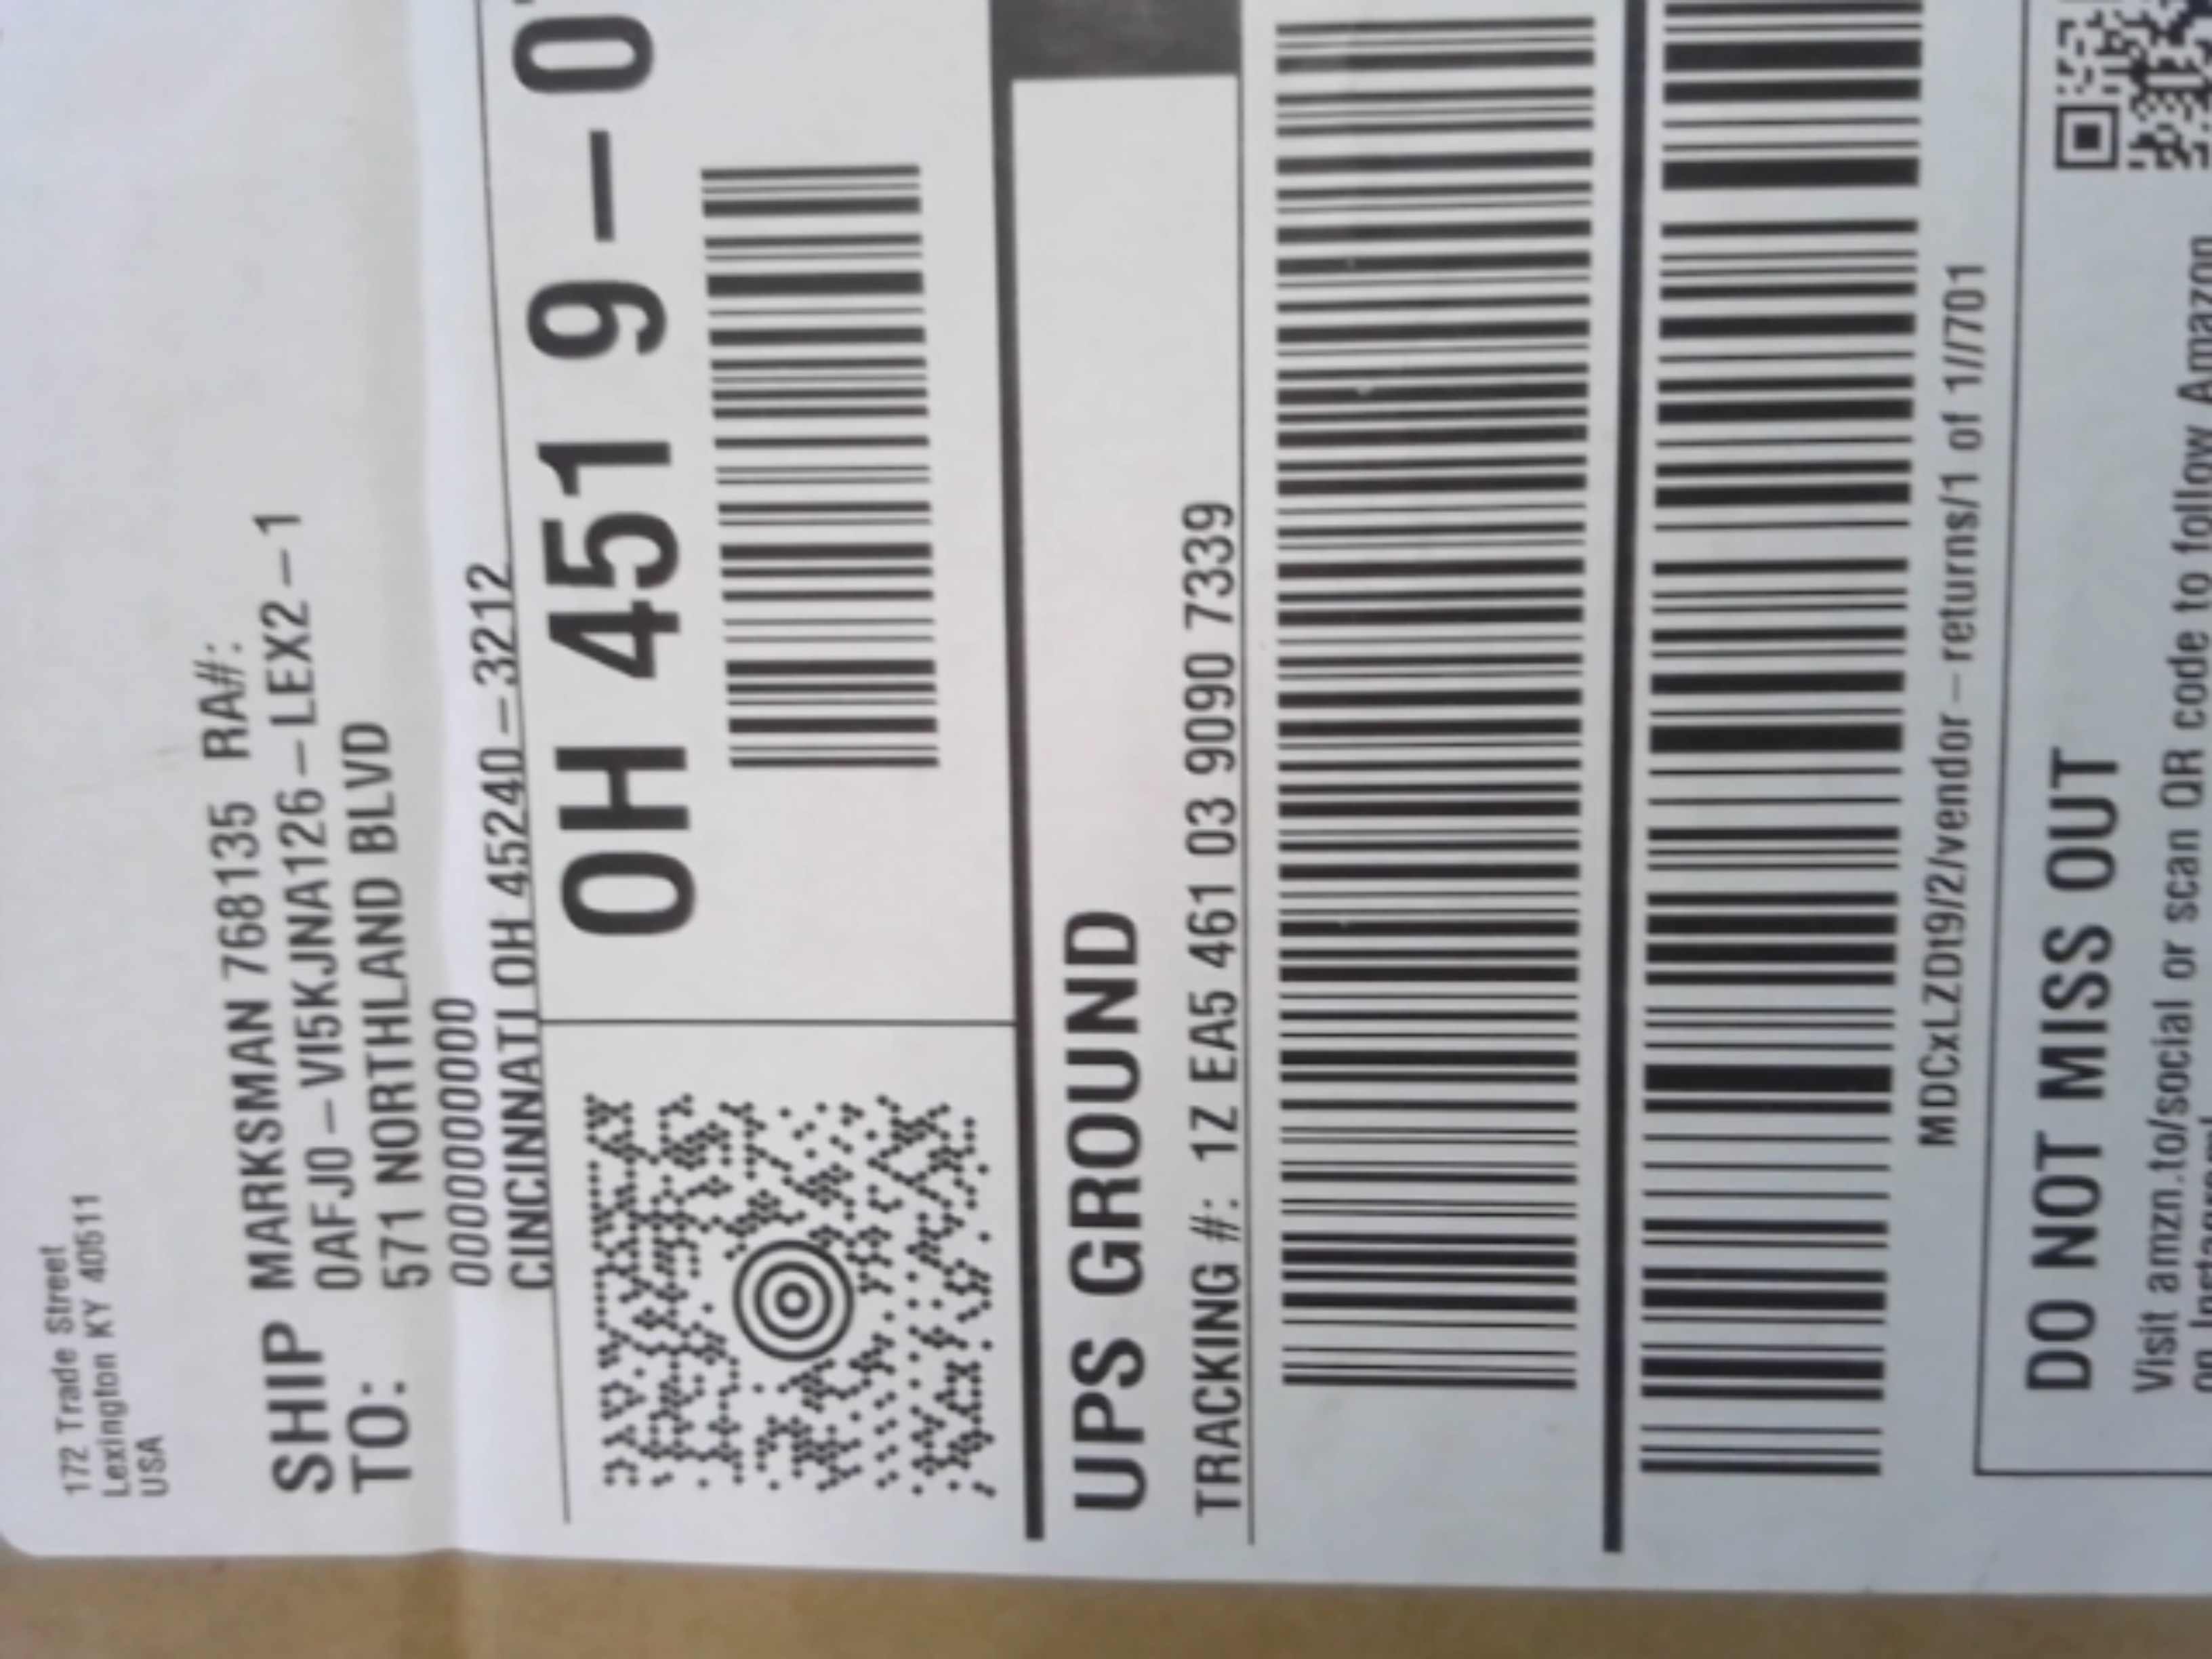 172 Trade Street
Lexington KY 40511
USA
SHIP TO:
MARKSMAN 768135 RA#:
0AFJ0-VI5KJNA126-LEX2-1
571 NORTHLAND BLVD
0000000000
CINCINNATI OH 45240-3212
OH 451 9-0
UPS GROUND
TRACKING #: 1Z EA5 461 03 9090 7339
MDCxLZDt9/2/vendor-returns/1 of 1//701
DO NOT MISS OUT
Visit amzn.to/social or scan QR code to follow Amazon
on